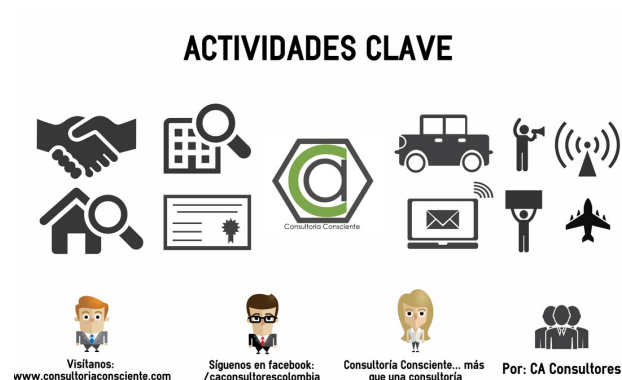 ACTIVIDADES CLAVE
Ca
Consultoría Consciente
Visítanos:
www.consultoriaconsciente.com
Síguenos en facebook:
/caconsultorescolombia
Consultoría Consciente... más
que una consultoría
Por: CA Consultores